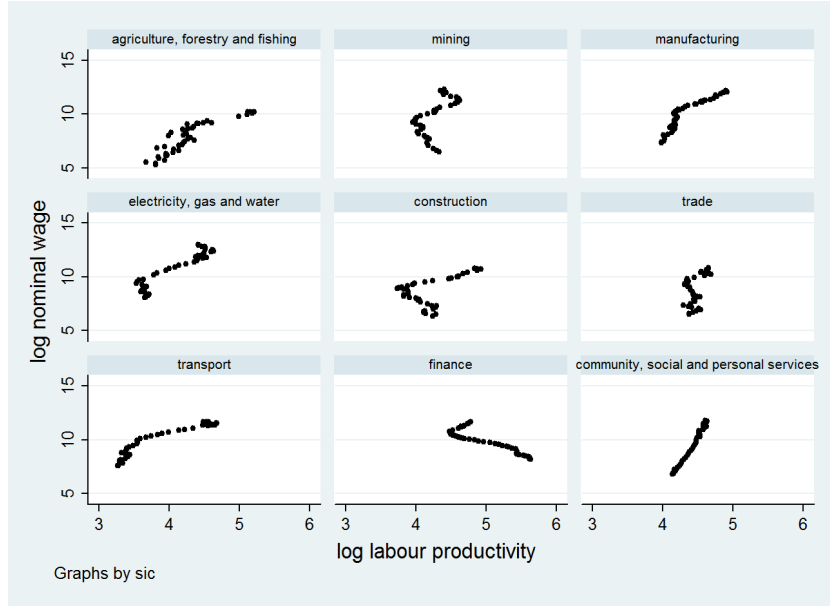 agriculture, forestry and fishing
mining
manufacturing
15
10
5
electricity, gas and water
construction
trade
15
10
5
log nominal wage
transport
finance
community, social and personal services
15
10
5
3 4 5 6
3 4 5 6
3 4 5 6
log labour productivity
Graphs by sic